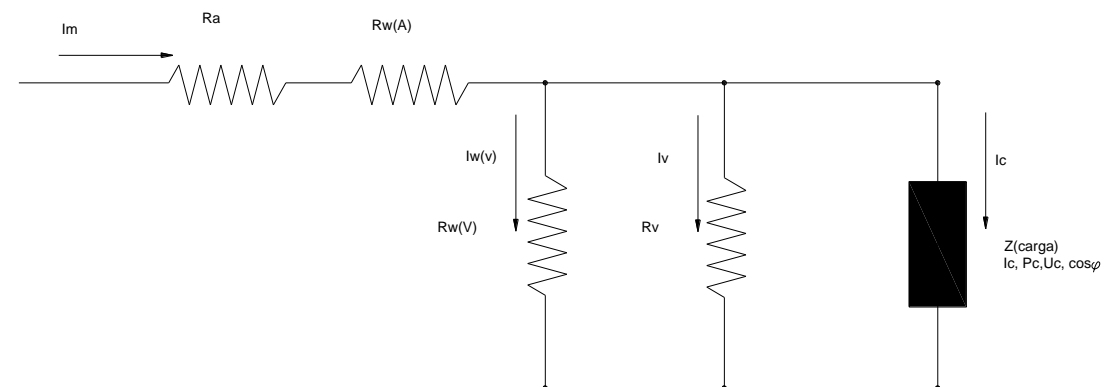 Im
Ra
Rw(A)
Iw(v)
Iv
Ic
Rw(V)
Rv
Z(carga)
Ic, Pc,Uc, cosφ